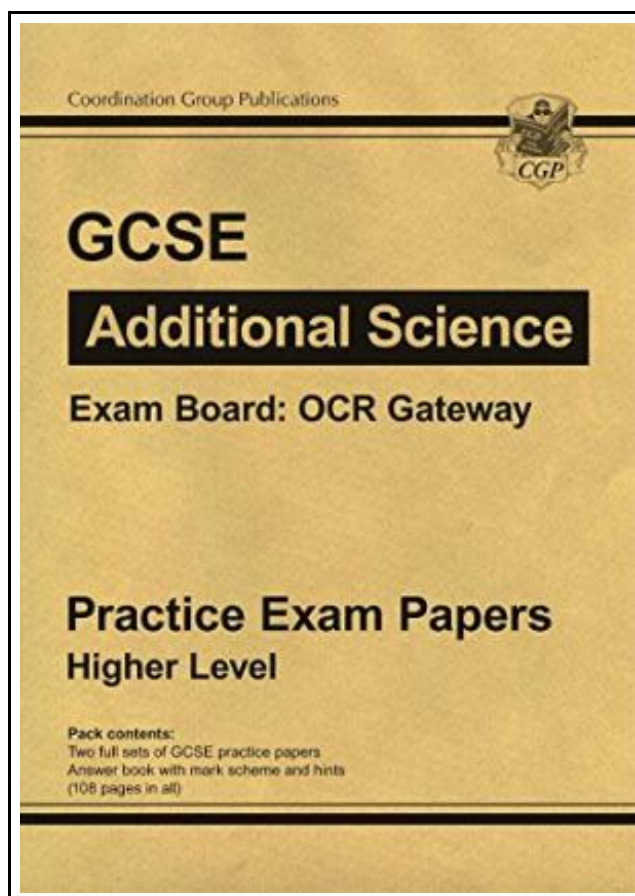 Coordination Group Publications
CGP
GCSE
Additional Science
Exam Board: OCR Gateway
Practice Exam Papers
Higher Level
Pack contents:
Two full sets of GCSE practice papers
Answer book with mark scheme and hints
(108 pages in all)